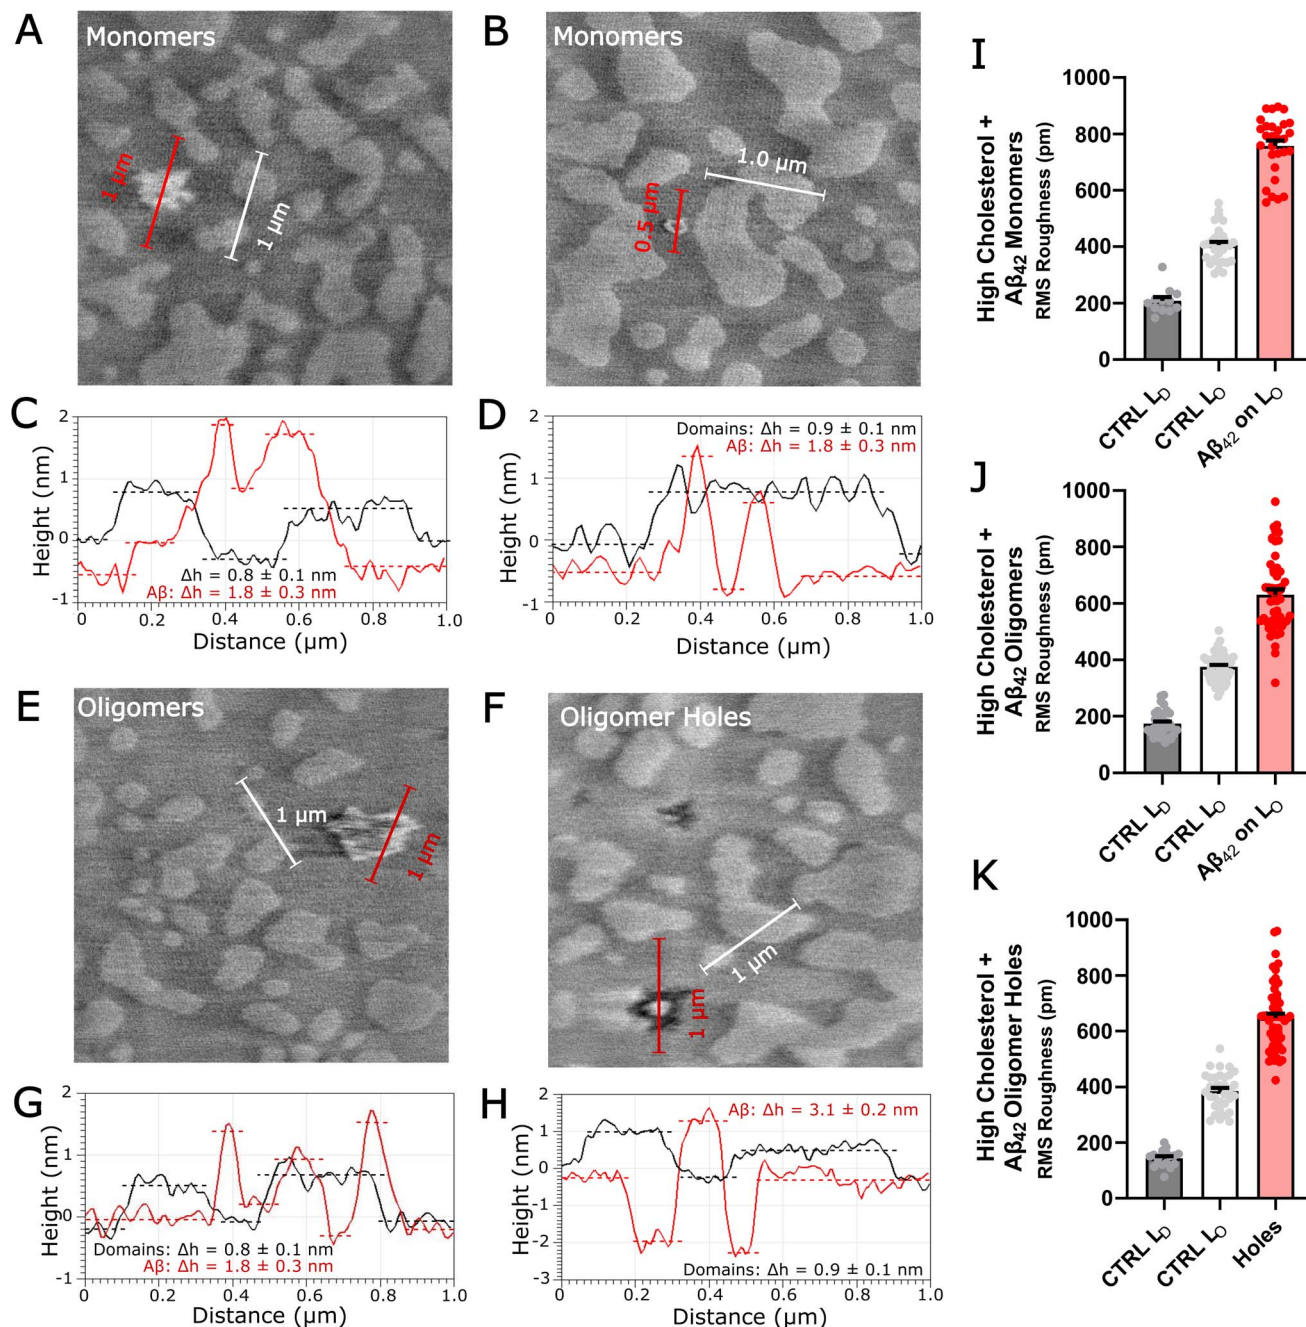 A
Monomers
1 µm
1 µm
B
Monomers
1.0 µm
0.5 µm
C
Height (nm)
2
1
0
-1
Δh = 0.8 ± 0.1 nm
Aβ: Δh = 1.8 ± 0.3 nm
0 0.2 0.4 0.6 0.8 1.0
Distance (µm)
D
Height (nm)
2
1
0
-1
Domains: Δh = 0.9 ± 0.1 nm
Aβ: Δh = 1.8 ± 0.3 nm
0 0.2 0.4 0.6 0.8 1.0
Distance (µm)
E
Oligomers
1 µm
1 µm
F
Oligomer Holes
1 µm
1 µm
G
Height (nm)
2
1
0
-1
Domains: Δh = 0.8 ± 0.1 nm
Aβ: Δh = 1.8 ± 0.3 nm
0 0.2 0.4 0.6 0.8 1.0
Distance (µm)
H
Height (nm)
2
1
0
-1
-2
-3
Aβ: Δh = 3.1 ± 0.2 nm
Domains: Δh = 0.9 ± 0.1 nm
0 0.2 0.4 0.6 0.8 1.0
Distance (µm)
I
High Cholesterol +
Aβ₄₂ Monomers
RMS Roughness (pm)
1000
800
600
400
200
0
CTRL L_D
CTRL L_O
Aβ₄₂ on L_O
J
High Cholesterol +
Aβ₄₂ Oligomers
RMS Roughness (pm)
1000
800
600
400
200
0
CTRL L_D
CTRL L_O
Aβ₄₂ on L_O
K
High Cholesterol +
Aβ₄₂ Oligomer Holes
RMS Roughness (pm)
1000
800
600
400
200
0
CTRL L_D
CTRL L_O
Holes